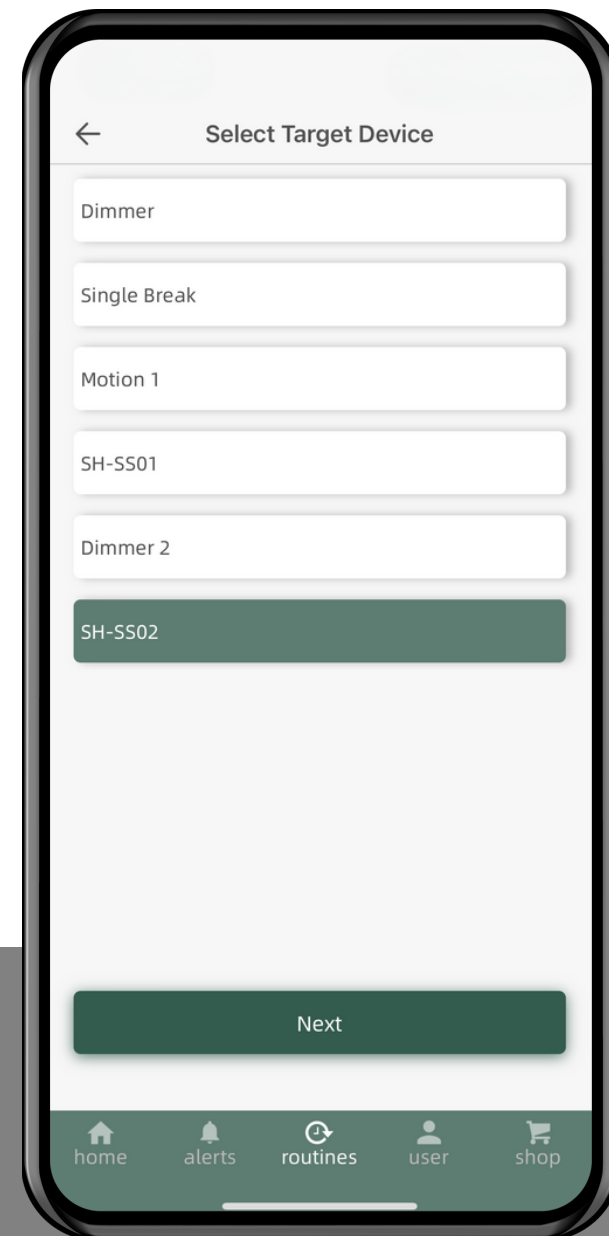 Select Target Device
Dimmer
Single Break
Motion 1
SH-SS01
Dimmer 2
SH-SS02
Next
home alerts routines user shop